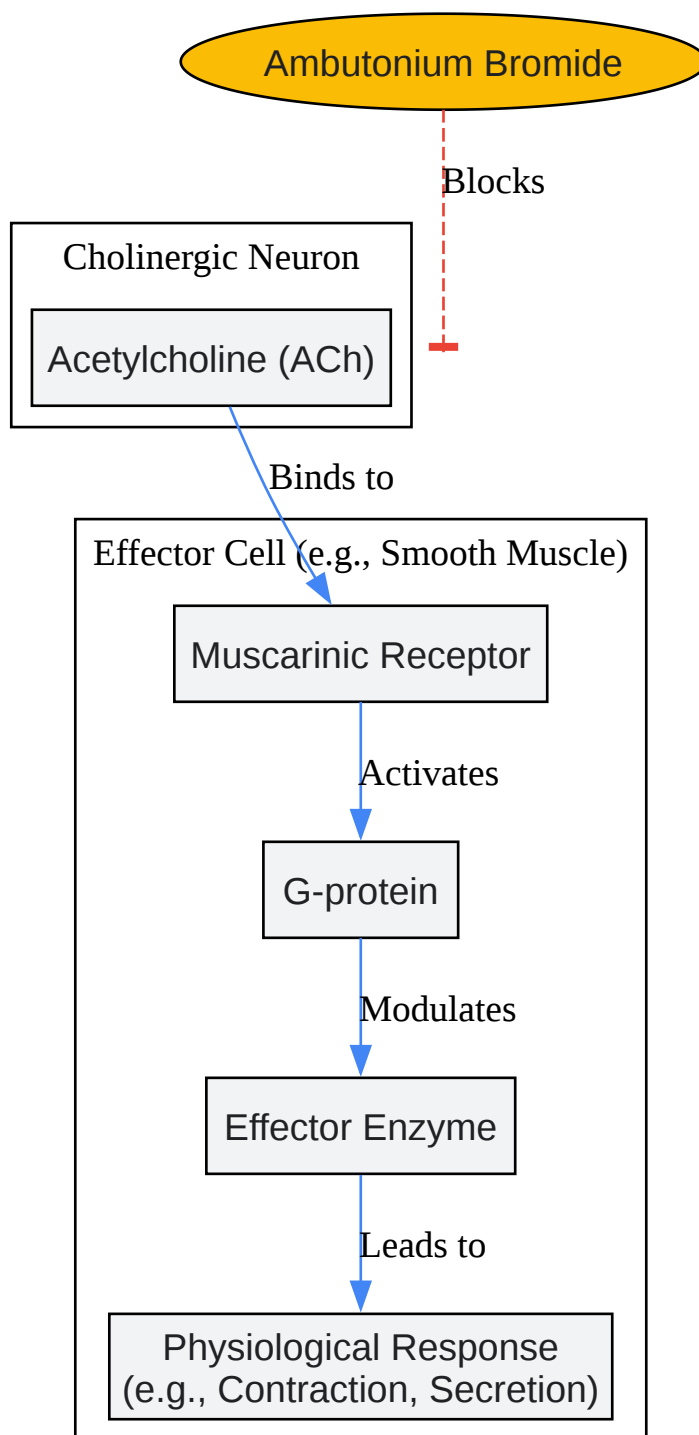 Ambutonium Bromide
Blocks
Cholinergic Neuron
Acetylcholine (ACh)
Binds to
Effector Cell (e.g., Smooth Muscle)
Muscarinic Receptor
Activates
G-protein
Modulates
Effector Enzyme
Leads to
Physiological Response
(e.g., Contraction, Secretion)